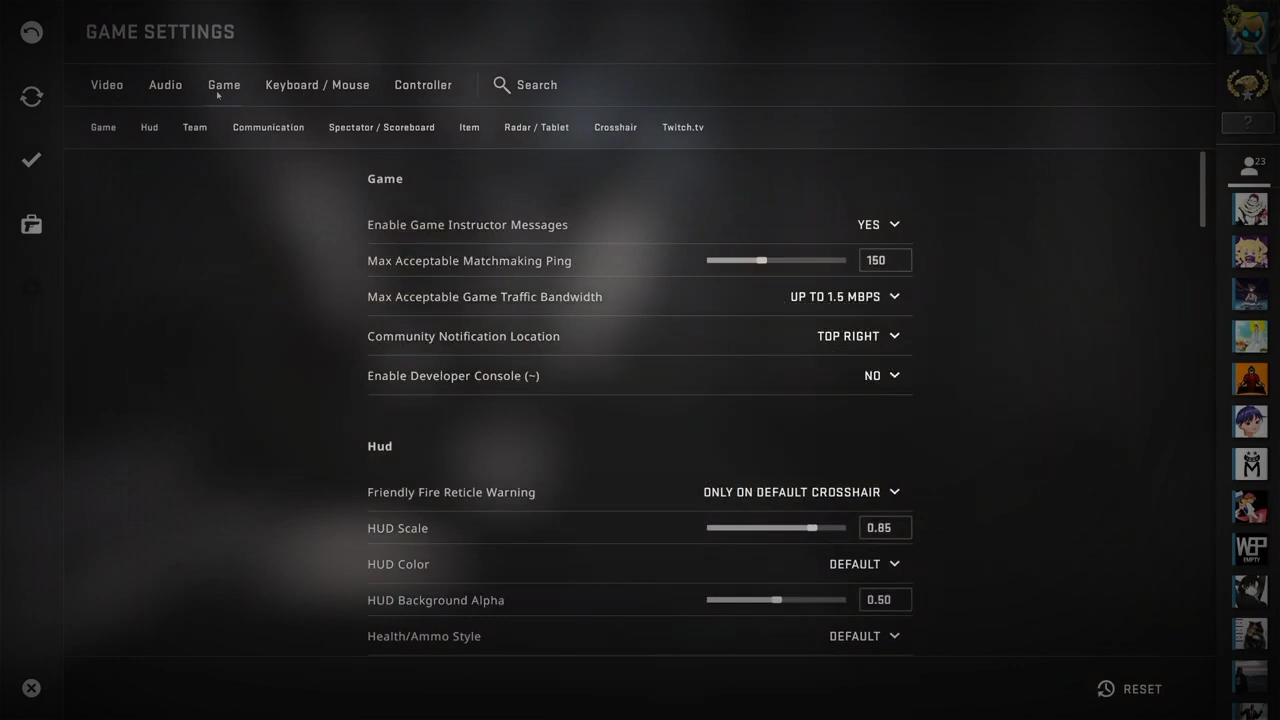 GAME SETTINGS
Video Audio Game Keyboard / Mouse Controller Search
Game Hud Team Communication Spectator / Scoreboard Item Radar / Tablet Crosshair Twitch.tv
?
23
Game
Enable Game Instructor Messages YES
Max Acceptable Matchmaking Ping 150
Max Acceptable Game Traffic Bandwidth UP TO 1.5 MBPS
Community Notification Location TOP RIGHT
Enable Developer Console (~) NO
Hud
Friendly Fire Reticle Warning ONLY ON DEFAULT CROSSHAIR
HUD Scale 0.85
HUD Color DEFAULT
HUD Background Alpha 0.50
Health/Ammo Style DEFAULT
EMPTY
RESET